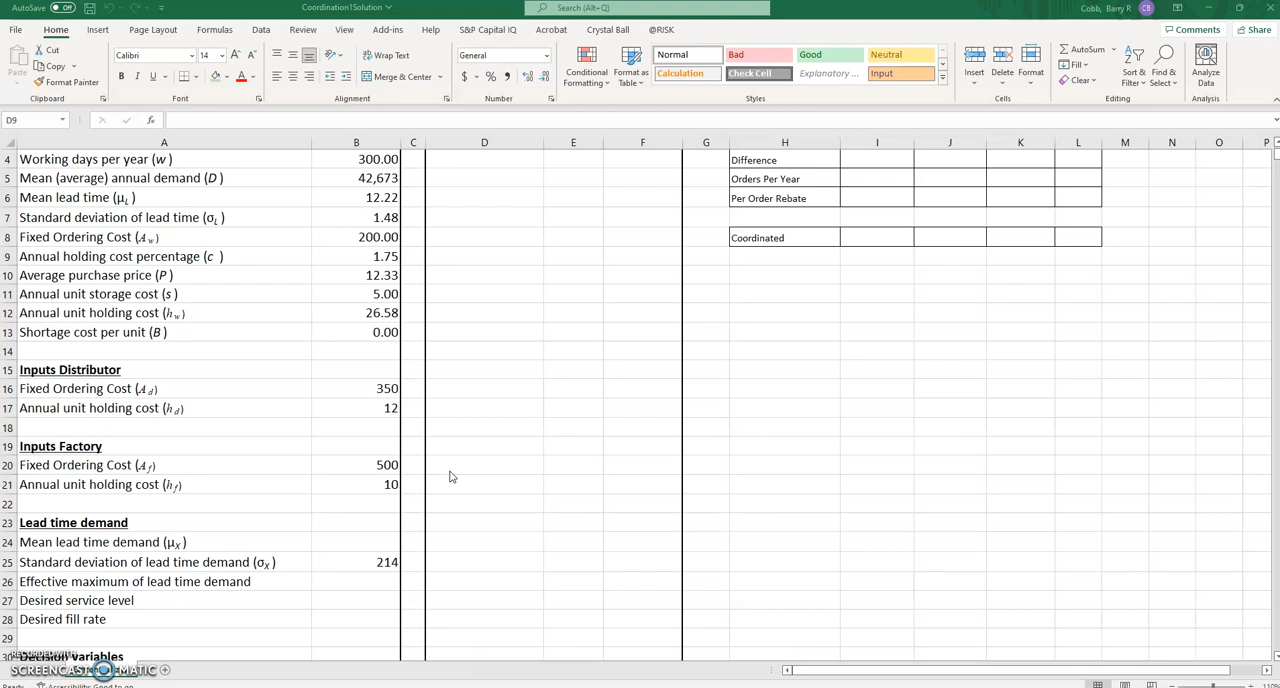 AutoSave Off Coordination1Solution Search (Alt+Q) Cobb, Barry R CB
File Home Insert Page Layout Formulas Data Review View Add-ins Help S&P Capital IQ Acrobat Crystal Ball @RISK Comments Share
Paste Cut Copy Format Painter Clipboard
Calibri 14 A A B I U A Font
Wrap Text Merge & Center Alignment
General $ % , Number
Conditional Formatting Format as Table Normal Bad Good Neutral
Calculation Check Cell Explanatory ... Input Styles
Insert Delete Format Cells
AutoSum Fill Clear Sort & Filter Find & Select Editing
Analyze Data Analysis
D9 fx
A B C D E F G H I J K L M N O P
4 Working days per year (w) 300.00 Difference
5 Mean (average) annual demand (D) 42,673 Orders Per Year
6 Mean lead time (μL) 12.22 Per Order Rebate
7 Standard deviation of lead time (σL) 1.48
8 Fixed Ordering Cost (Aw) 200.00 Coordinated
9 Annual holding cost percentage (c ) 1.75
10 Average purchase price (P) 12.33
11 Annual unit storage cost (s) 5.00
12 Annual unit holding cost (hw) 26.58
13 Shortage cost per unit (B) 0.00
14
15 Inputs Distributor
16 Fixed Ordering Cost (Ad) 350
17 Annual unit holding cost (hd) 12
18
19 Inputs Factory
20 Fixed Ordering Cost (Af) 500
21 Annual unit holding cost (hf) 10
22
23 Lead time demand
24 Mean lead time demand (μX)
25 Standard deviation of lead time demand (σX) 214
26 Effective maximum of lead time demand
27 Desired service level
28 Desired fill rate
29
30 Decision variables
RECORDED WITH
SCREENCAST MATIC
Ready Accessibility: Good to go 110%